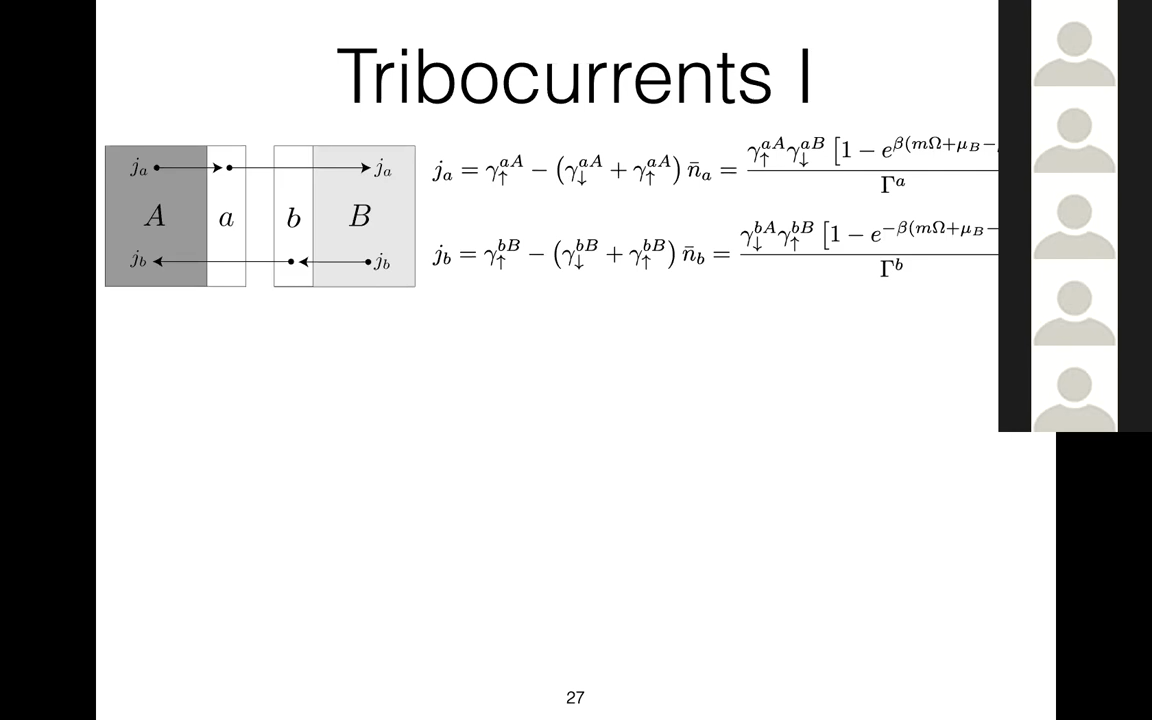 Tribocurrents I
j_a j_a
A a b B
j_b j_b
j_a = γ_↑^{aA} − (γ_↓^{aA} + γ_↑^{aA}) n̄_a = γ_↑^{aA} γ_↓^{aB} [1 − e^{β(mΩ+μ_B−} / Γ^a
j_b = γ_↑^{bB} − (γ_↓^{bB} + γ_↑^{bB}) n̄_b = γ_↓^{bA} γ_↑^{bB} [1 − e^{−β(mΩ+μ_B−} / Γ^b
27